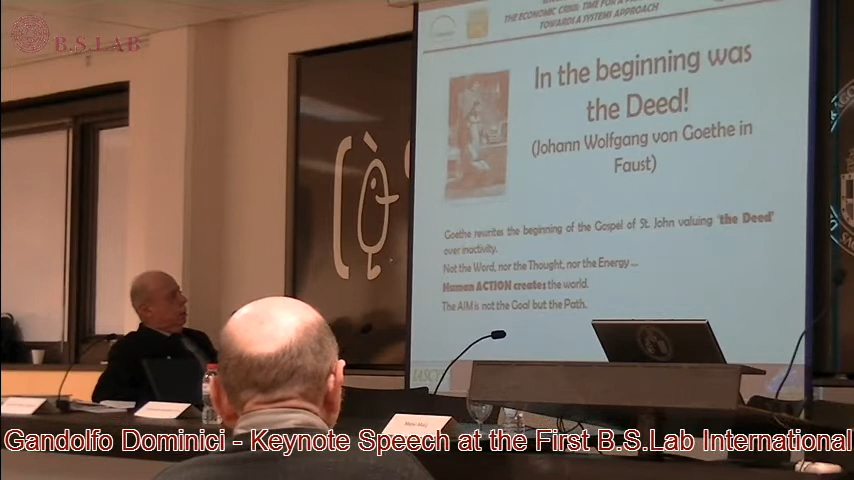 B.S.LAB
THE ECONOMIC CRISIS: TIME FOR A
TOWARDS A SYSTEMS APPROACH
In the beginning was
the Deed!
(Johann Wolfgang von Goethe in
Faust)
Goethe rewrites the beginning of the Gospel of St. John valuing 'the Deed'
over inactivity.
Not the Word, nor the Thought, nor the Energy...
Human ACTION creates the world.
The AIM is not the Goal but the Path.
Gandolfo Dominici - Keynote Speech at the First B.S.Lab International